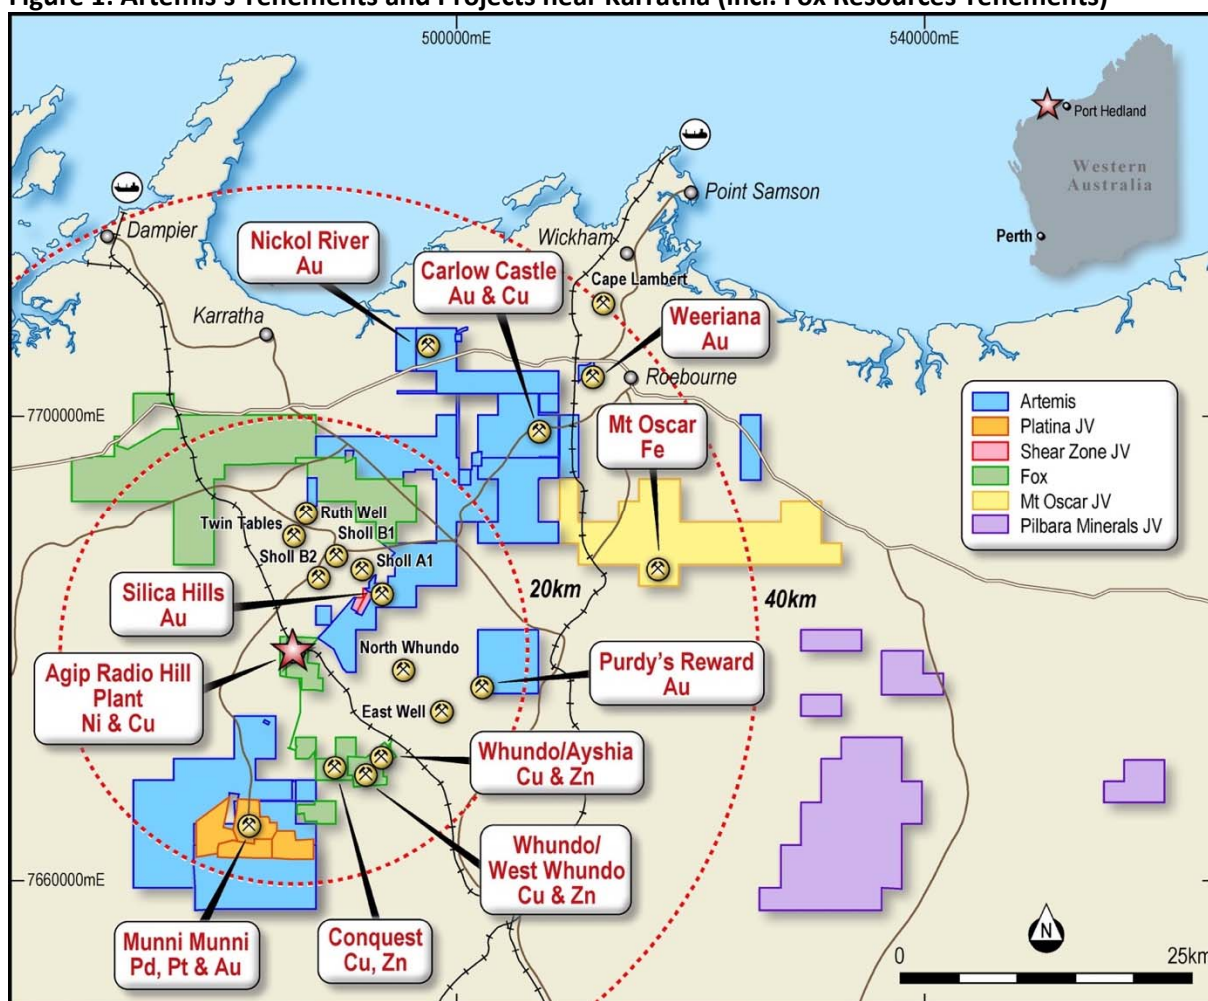 Figure 1: Artemis's Tenements and Projects near Karratha (incl. Fox Resources Tenements)
500000mE
540000mE
Port Hedland
Western
Australia
Perth
Point Samson
Dampier
Wickham
Nickol River
Au
Carlow Castle
Au & Cu
Cape Lambert
Weeriana
Au
Karratha
Roebourne
7700000mE
Mt Oscar
Fe
Artemis
Platina JV
Shear Zone JV
Fox
Mt Oscar JV
Pilbara Minerals JV
Ruth Well
Twin Tables
Sholl B1
Sholl B2
Sholl A1
Silica Hills
Au
20km
40km
North Whundo
Agip Radio Hill
Plant
Ni & Cu
Purdy's Reward
Au
East Well
Whundo/Ayshia
Cu & Zn
Whundo/
West Whundo
Cu & Zn
7660000mE
Munni Munni
Pd, Pt & Au
Conquest
Cu, Zn
N
0
25km